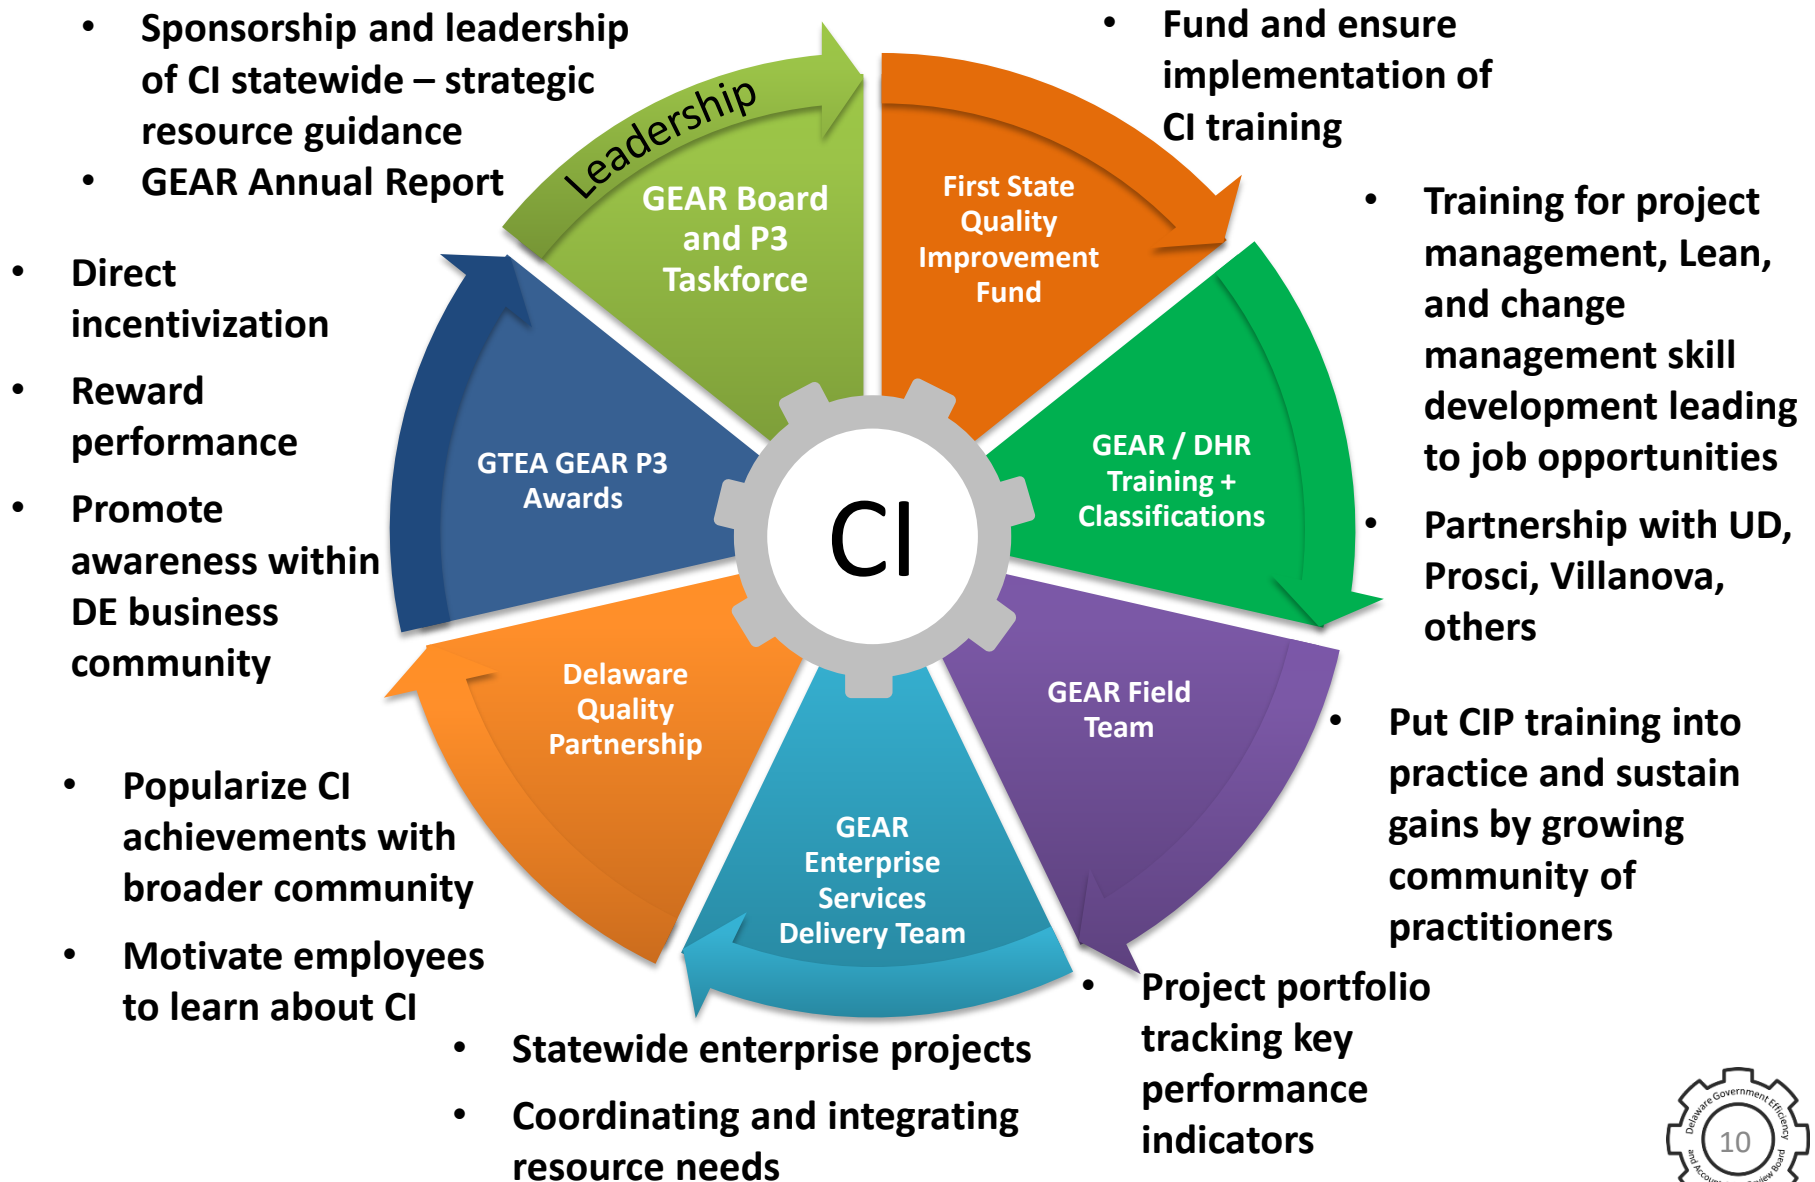 • Sponsorship and leadership
of CI statewide – strategic
resource guidance
• GEAR Annual Report
• Fund and ensure
implementation of
CI training
Leadership
GEAR Board
and P3
Taskforce
First State
Quality
Improvement
Fund
• Training for project
management, Lean,
and change
management skill
development leading
to job opportunities
• Partnership with UD,
Prosci, Villanova,
others
• Direct
incentivization
• Reward
performance
• Promote
awareness within
DE business
community
GTEA GEAR P3
Awards
GEAR / DHR
Training +
Classifications
CI
Delaware
Quality
Partnership
GEAR Field
Team
GEAR
Enterprise
Services
Delivery Team
• Put CIP training into
practice and sustain
gains by growing
community of
practitioners
• Popularize CI
achievements with
broader community
• Motivate employees
to learn about CI
• Project portfolio
tracking key
performance
indicators
• Statewide enterprise projects
• Coordinating and integrating
resource needs
Delaware Government Efficiency
10
and Review Board